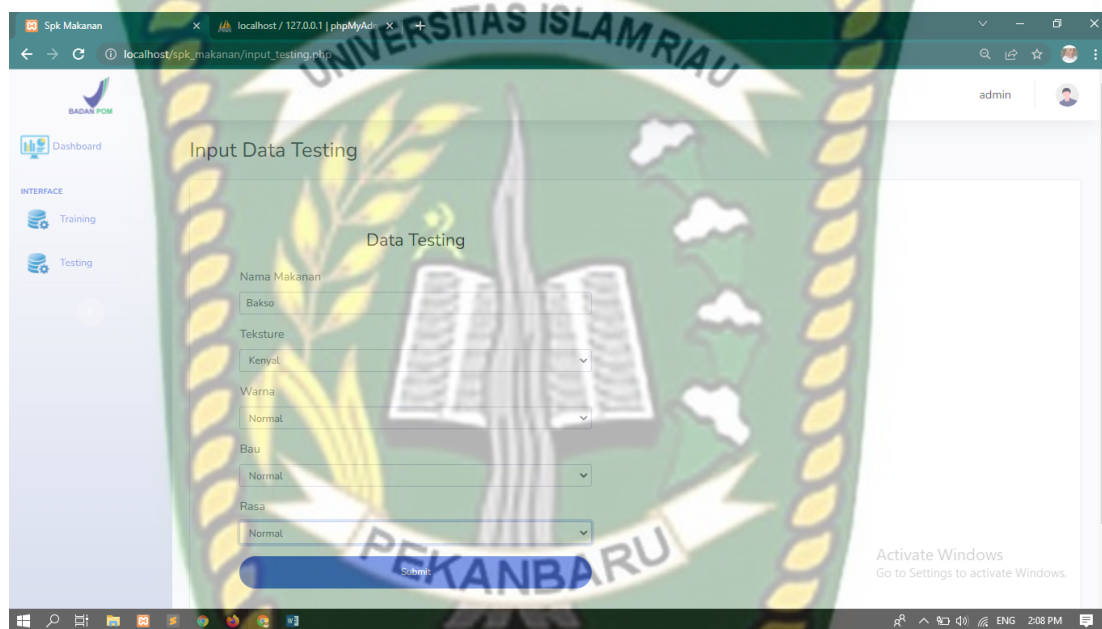 Spk Makanan
localhost / 127.0.0.1 | phpMyAdm
localhost/spk_makanan/input_testing.php
UNIVERSITAS ISLAM RIAU
BADAN POM
admin
Dashboard
Input Data Testing
INTERFACE
Training
Testing
Data Testing
Nama Makanan
Bakso
Teksture
Kenyal
Warna
Normal
Bau
Normal
Rasa
Normal
Submit
PEKANBARU
Activate Windows
Go to Settings to activate Windows.
ENG 2:08 PM